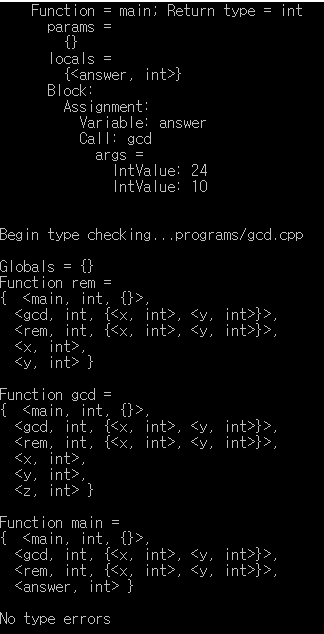 Function = main; Return type = int
params =
{}
locals =
{<answer, int>}
Block:
Assignment:
Variable: answer
Call: gcd
args =
IntValue: 24
IntValue: 10
Begin type checking...programs/gcd.cpp
Globals = {}
Function rem =
{  <main, int, {}>,
<gcd, int, {<x, int>, <y, int>}>,
<rem, int, {<x, int>, <y, int>}>,
<x, int>,
<y, int> }
Function gcd =
{  <main, int, {}>,
<gcd, int, {<x, int>, <y, int>}>,
<rem, int, {<x, int>, <y, int>}>,
<x, int>,
<y, int>,
<z, int> }
Function main =
{  <main, int, {}>,
<gcd, int, {<x, int>, <y, int>}>,
<rem, int, {<x, int>, <y, int>}>,
<answer, int> }
No type errors